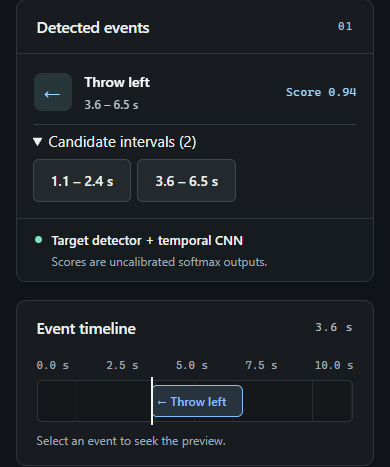 Detected events 01
← Throw left
3.6 – 6.5 s
Score 0.94
▼ Candidate intervals (2)
1.1 – 2.4 s 3.6 – 6.5 s
Target detector + temporal CNN
Scores are uncalibrated softmax outputs.
Event timeline 3.6 s
0.0 s 2.5 s 5.0 s 7.5 s 10.0 s
← Throw left
Select an event to seek the preview.